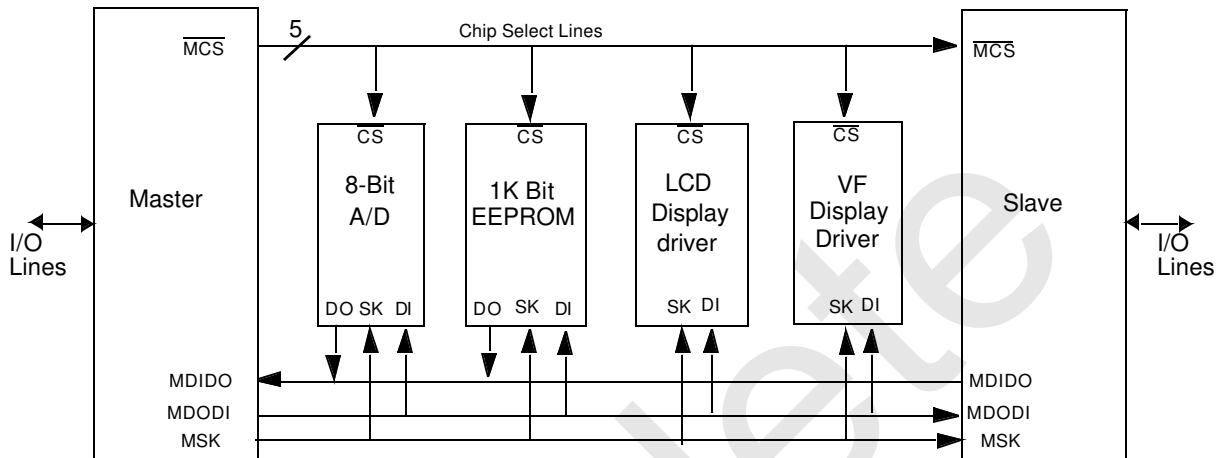 5
Chip Select Lines
MCS
MCS
CS
CS
CS
CS
Master
8-Bit
A/D
1K Bit
EEPROM
LCD
Display
driver
VF
Display
Driver
Slave
I/O
Lines
I/O
Lines
DO SK DI
DO SK DI
SK DI
SK DI
MDIDO
MDIDO
MDODI
MDODI
MSK
MSK